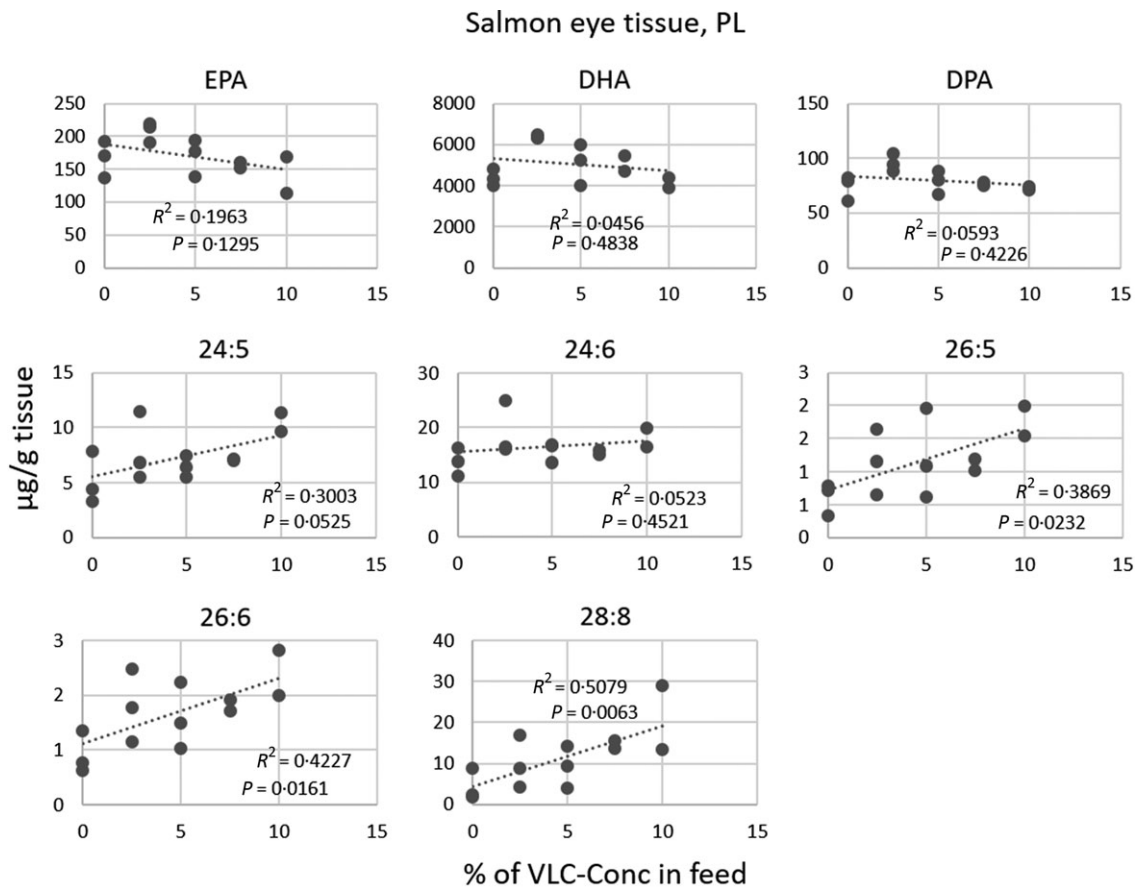 Salmon eye tissue, PL
EPA
250
200
150
100
50
0
R² = 0·1963
P = 0·1295
0 5 10 15
DHA
8000
6000
4000
2000
0
R² = 0·0456
P = 0·4838
0 5 10 15
DPA
150
100
50
0
R² = 0·0593
P = 0·4226
0 5 10 15
µg/g tissue
24:5
15
10
5
0
R² = 0·3003
P = 0·0525
0 5 10 15
24:6
30
20
10
0
R² = 0·0523
P = 0·4521
0 5 10 15
26:5
3
2
2
1
1
0
R² = 0·3869
P = 0·0232
0 5 10 15
26:6
3
2
1
0
R² = 0·4227
P = 0·0161
0 5 10 15
28:8
40
30
20
10
0
R² = 0·5079
P = 0·0063
0 5 10 15
% of VLC-Conc in feed